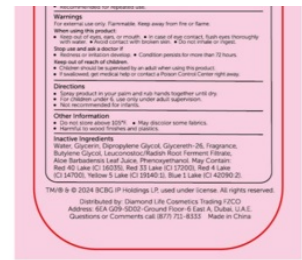 • Recommended for repeated use.
Warnings
For external use only. Flammable. Keep away from fire or flame.
When using this product:
• Keep out of eyes, ears, or mouth • In case of eye contact, flush eyes thoroughly
with water. • Avoid contact with broken skin • Do not inhale or ingest.
Stop use and ask a doctor if
• Redness or irritation develop. • Condition persists for more than 72 hours.
Keep out of reach of children.
• Children should be supervised by an adult when using this product.
• If swallowed, get medical help or contact a Poison Control Center right away.
Directions
• Spray product in your palm and rub hands together until dry.
• For children under 6, use only under adult supervision.
• Not recommended for infants.
Other Information
• Do not store above 105°F. • May discolor some fabrics.
• Harmful to wood finishes and plastics.
Inactive Ingredients
Water, Glycerin, Dipropylene Glycol, Glycereth-26, Fragrance,
Butylene Glycol, Leuconostoc/Radish Root Ferment Filtrate,
Aloe Barbadensis Leaf Juice, Phenoxyethanol. May Contain:
Red 40 Lake (CI 16035), Red 33 Lake (CI 17200), Red 4 Lake
(CI 14700), Yellow 5 Lake (CI 19140:1), Blue 1 Lake (CI 42090:2).
TM/® & © 2024 BCBG IP Holdings LP, used under license. All rights reserved.
Distributed by: Diamond Life Cosmetics Trading FZCO
Address: 6EA G09-SD02-Ground Floor-6 East A, Dubai, U.A.E.
Questions or Comments call (877) 711-8333 Made in China